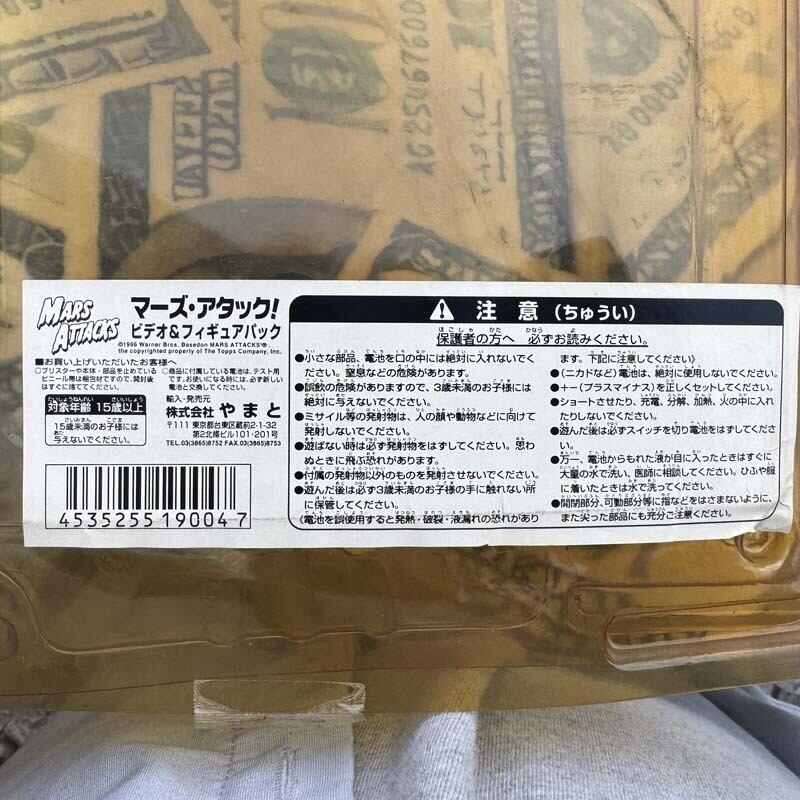 MARS
ATTACKS
マーズ・アタック!
ビデオ&フィギュアパック
©1996 Warner Bros. Basedon MARS ATTACKS®,
the copyrighted property of The Topps Company, Inc.
■お買い上げいただいたお客様へ
○ブリスターや本体・部品を止めている
ビニール帯は梱包材ですので、開封後
はすぐに捨ててください。
○商品に付属している電池は、テスト用
です。お使いになる時には、必ず新しい
電池と交換してください。
対象年齢 15歳以上
15歳未満のお子様には
与えないでください。
輸入・発売元
株式会社 やまと
〒111 東京都台東区蔵前2-1-32
第2北條ビル101・201号
TEL.03(3865)8752 FAX.03(3865)8753
4535255190047
注意(ちゅうい)
保護者の方へ 必ずお読みください。
●小さな部品、電池を口の中には絶対に入れないでく
ださい。窒息などの危険があります。
●誤飲の危険がありますので、3歳未満のお子様には
絶対に与えないでください。
●ミサイル等の発射物は、人の顔や動物などに向けて
発射しないでください。
●遊ばない時は必ず発射物をはずしてください。思わ
ぬときに飛ぶ恐れがあります。
●付属の発射物以外のものを発射させないでください。
●遊んだ後は必ず3歳未満のお子様の手に触れない所
に保管してください。
(電池を誤使用すると発熱・破裂・液漏れの恐れがあり
ます。下記に注意してください)
●(ニカドなど)電池は、絶対に使用しないでください。
●+−(プラスマイナス)を正しくセットしてください。
●ショートさせたり、充電、分解、加熱、火の中に入れ
たりしないでください。
●遊んだ後は必ずスイッチを切り電池をはずしてくだ
さい。
●万一、電池からもれた液が目に入ったときはすぐに
大量の水で洗い、医師に相談してください。ひふや服
に着いたときは水で洗ってください。
●開閉部分、可動部分等に指などをはさまないように、
また尖った部品にも充分ご注意ください。